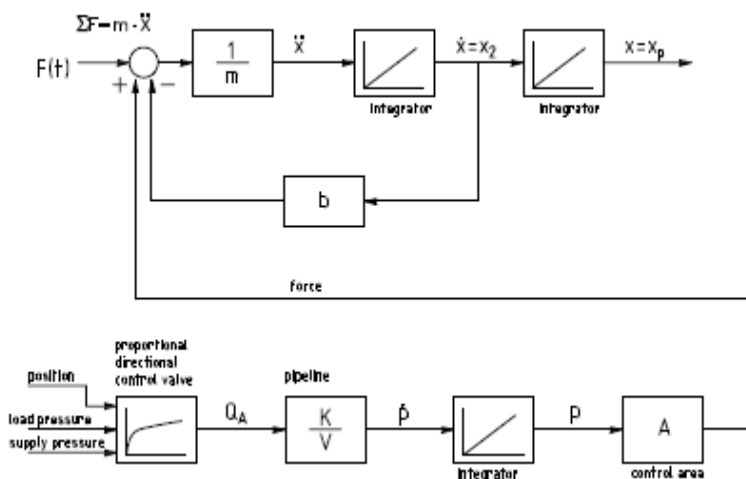 ΣF=m·ẍ
F(t)
+
−
1
m
ẍ
integrator
ẋ=x₂
integrator
x=xₚ
b
force
proportional
directional
control valve
position
load pressure
supply pressure
Q_A
pipeline
K
V
ṗ
integrator
p
A
control area